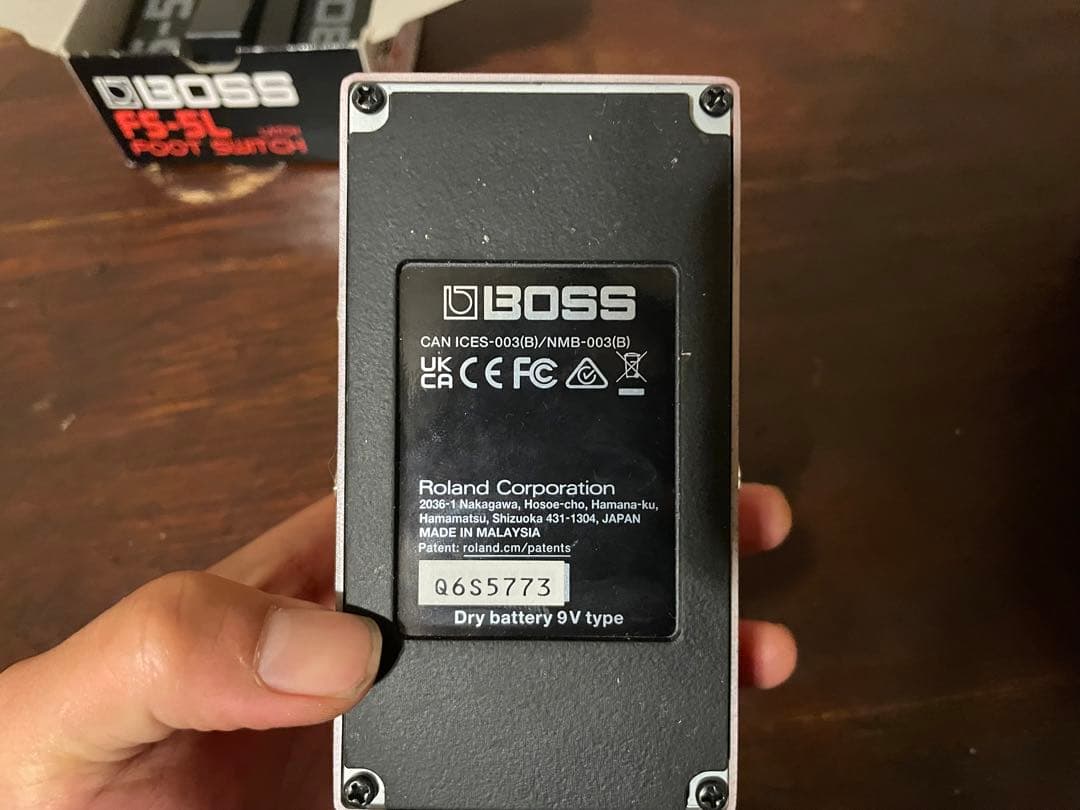 BOSS
FS-5L LATCH
FOOT SWITCH
BOSS
CAN ICES-003(B)/NMB-003(B)
UK
CA CE FC
Roland Corporation
2036-1 Nakagawa, Hosoe-cho, Hamana-ku,
Hamamatsu, Shizuoka 431-1304, JAPAN
MADE IN MALAYSIA
Patent: roland.cm/patents
Q6S5773
Dry battery 9V type